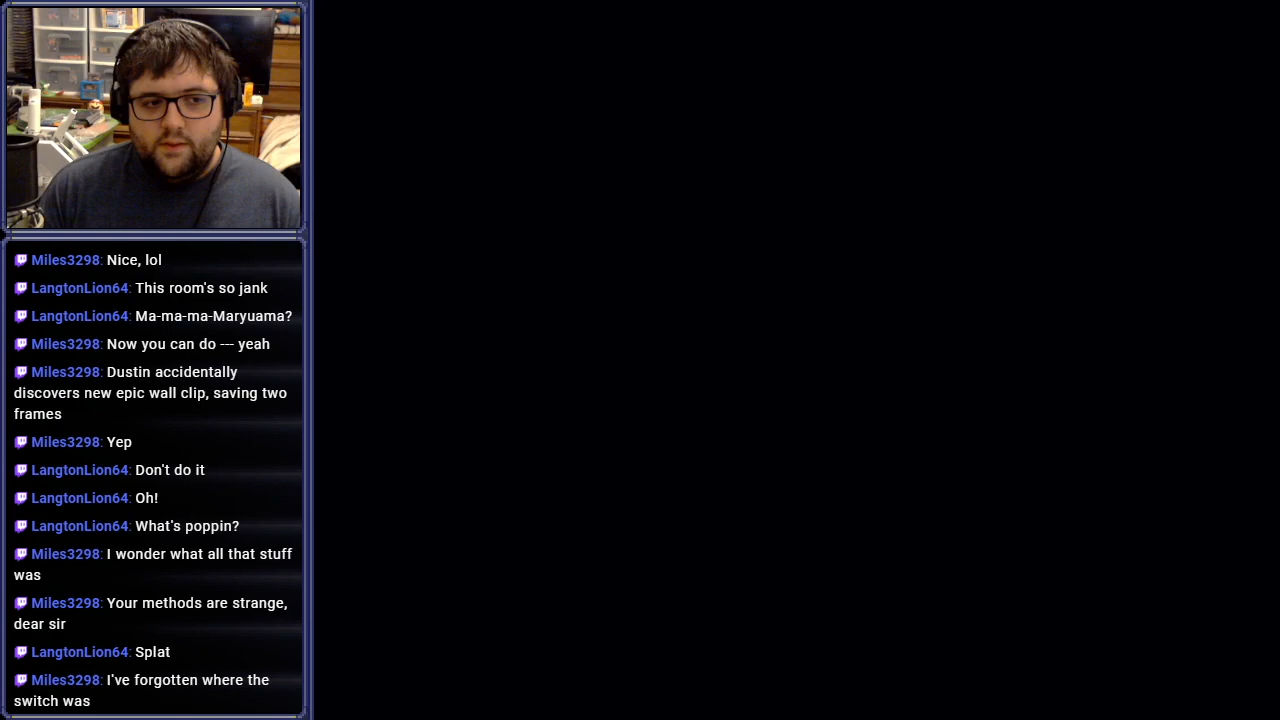 Miles3298: Nice, lol
LangtonLion64: This room's so jank
LangtonLion64: Ma-ma-ma-Maryuama?
Miles3298: Now you can do --- yeah
Miles3298: Dustin accidentally
discovers new epic wall clip, saving two
frames
Miles3298: Yep
LangtonLion64: Don't do it
LangtonLion64: Oh!
LangtonLion64: What's poppin?
Miles3298: I wonder what all that stuff
was
Miles3298: Your methods are strange,
dear sir
LangtonLion64: Splat
Miles3298: I've forgotten where the
switch was